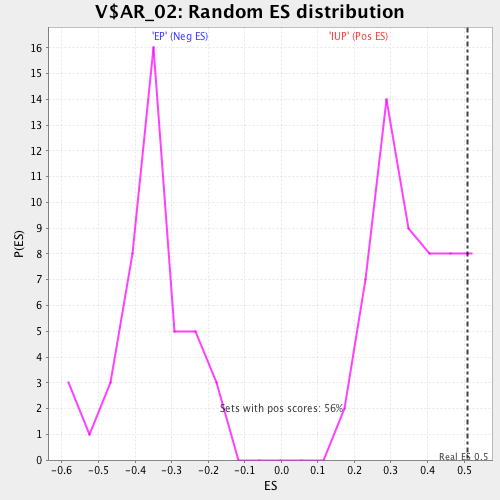 V$AR_02: Random ES distribution
'EP' (Neg ES) 'IUP' (Pos ES)
16
15
14
13
12
11
10
9
8
7
6
5
4
3
2
1
0
P(ES)
Sets with pos scores: 56%
Real ES 0.5
-0.6 -0.5 -0.4 -0.3 -0.2 -0.1 0.0 0.1 0.2 0.3 0.4 0.5
ES